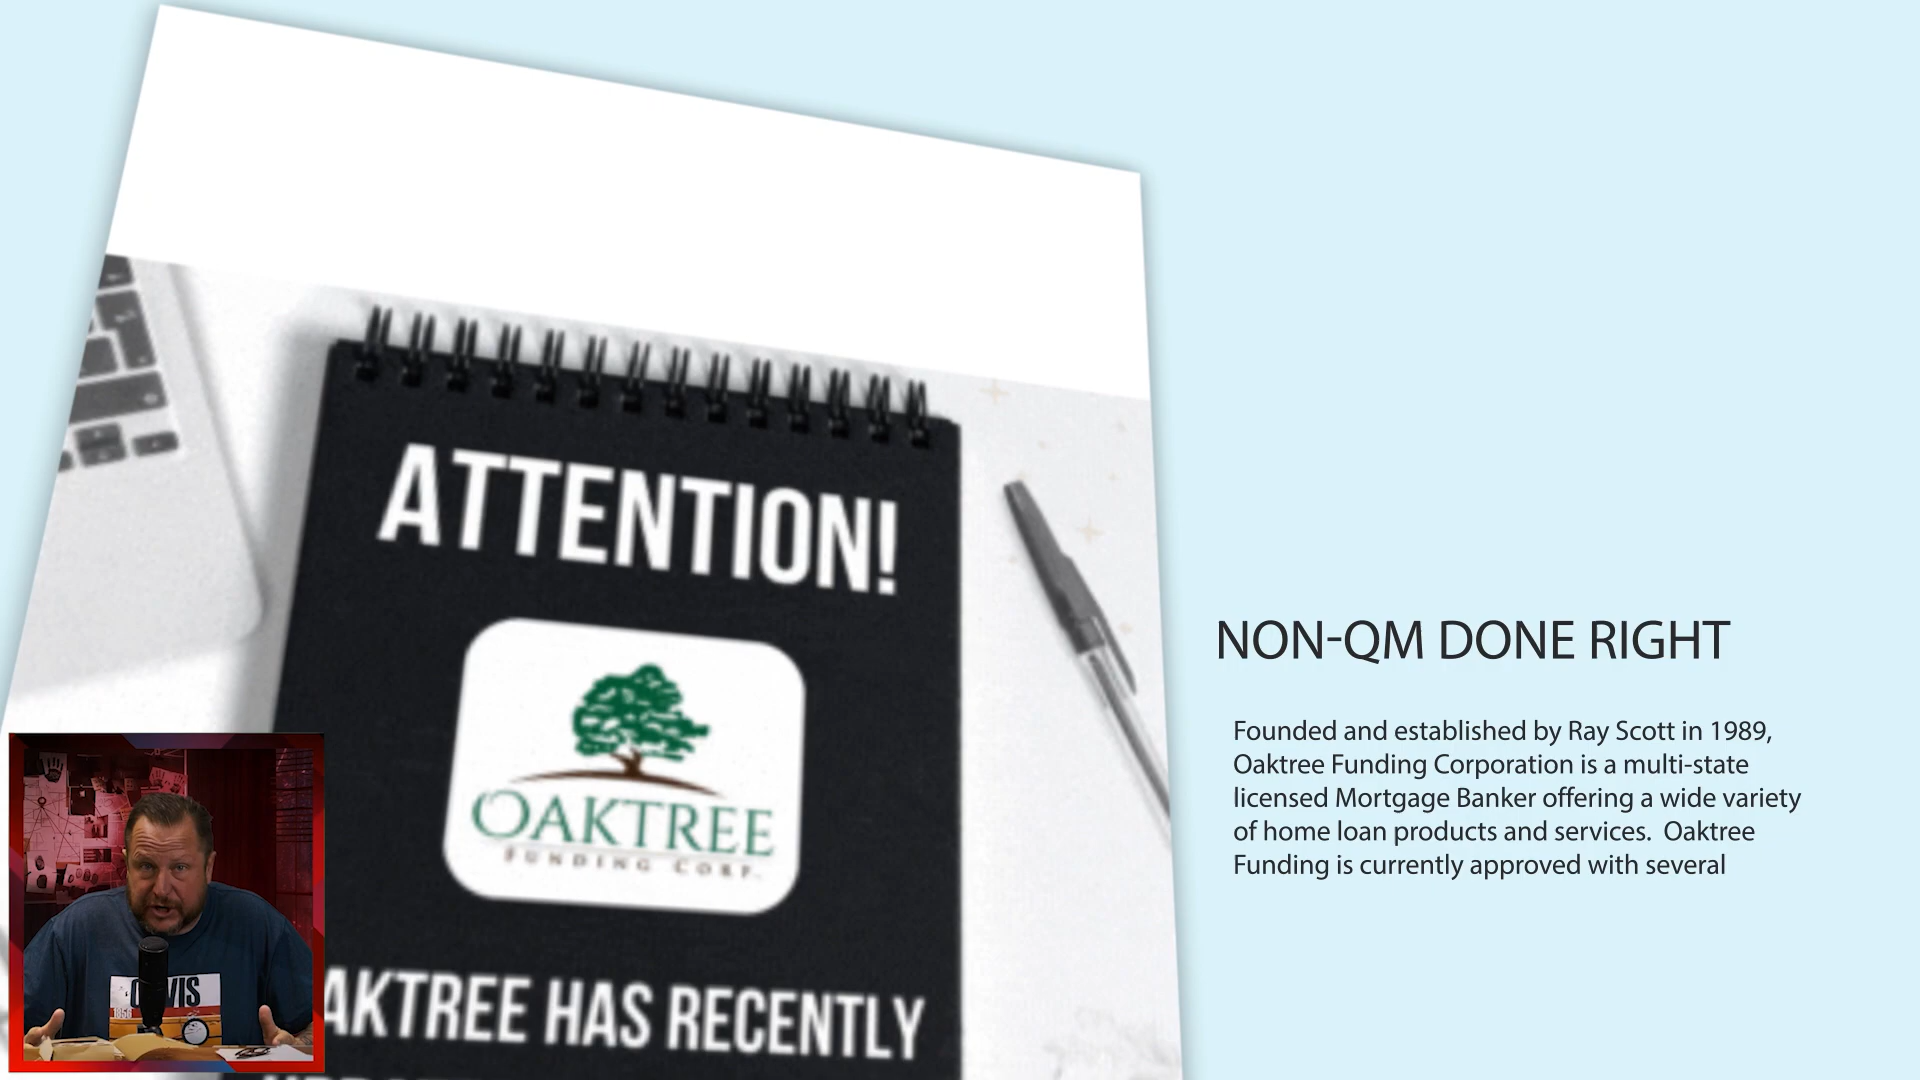 ATTENTION!
OAKTREE
FUNDING CORP.
AKTREE HAS RECENTLY
NON-QM DONE RIGHT
Founded and established by Ray Scott in 1989,
Oaktree Funding Corporation is a multi-state
licensed Mortgage Banker offering a wide variety
of home loan products and services. Oaktree
Funding is currently approved with several
1856